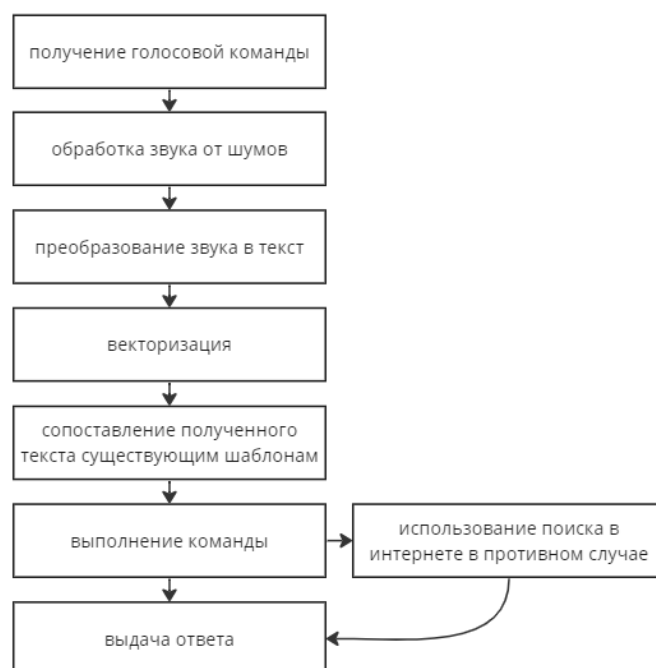 получение голосовой команды
обработка звука от шумов
преобразование звука в текст
векторизация
сопоставление полученного
текста существующим шаблонам
выполнение команды
использование поиска в
интернете в противном случае
выдача ответа